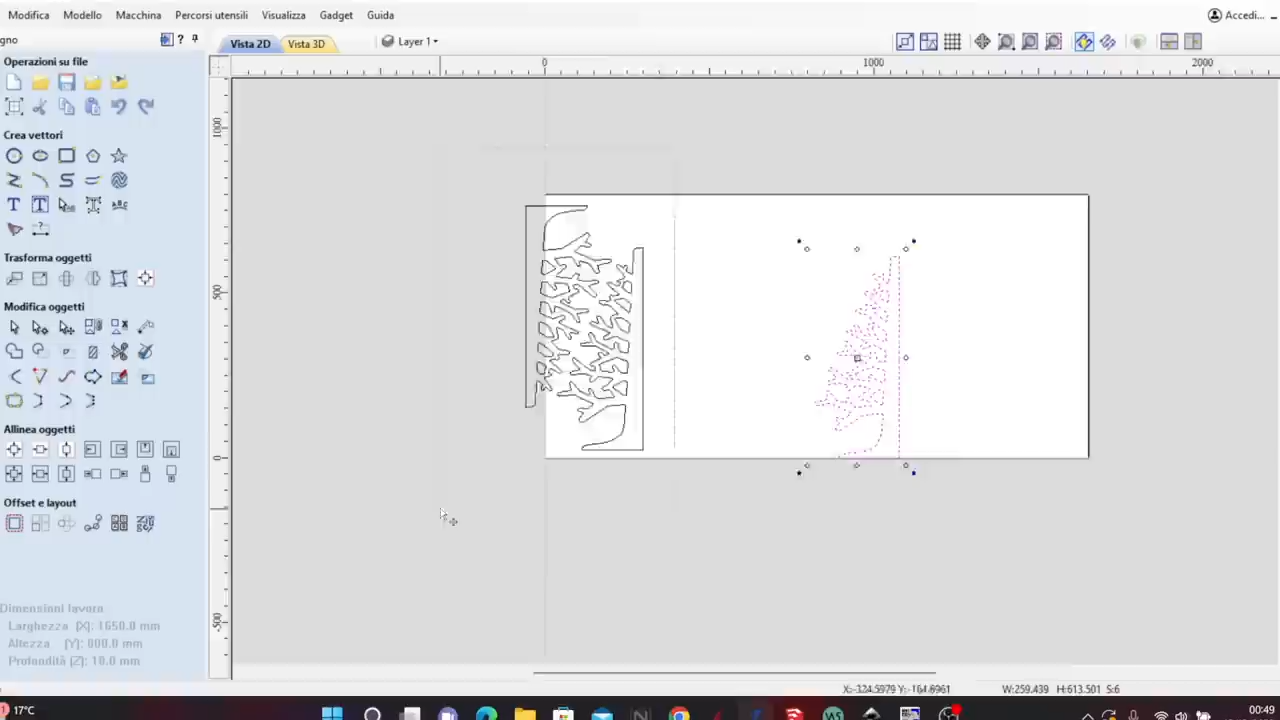 Modifica Modello Macchina Percorsi utensili Visualizza Gadget Guida Accedi...
gno ?
Vista 2D Vista 3D Layer 1
Operazioni su file
0 1000 2000
Crea vettori
1000
Trasforma oggetti
500
Modifica oggetti
Allinea oggetti
0
Offset e layout
-500
Dimensioni lavoro
Larghezza (X): 1650.0 mm
Altezza (Y): 800.0 mm
Profondità (Z): 10.0 mm
W:259.439 H:613.501 S:6
17°C 00:49